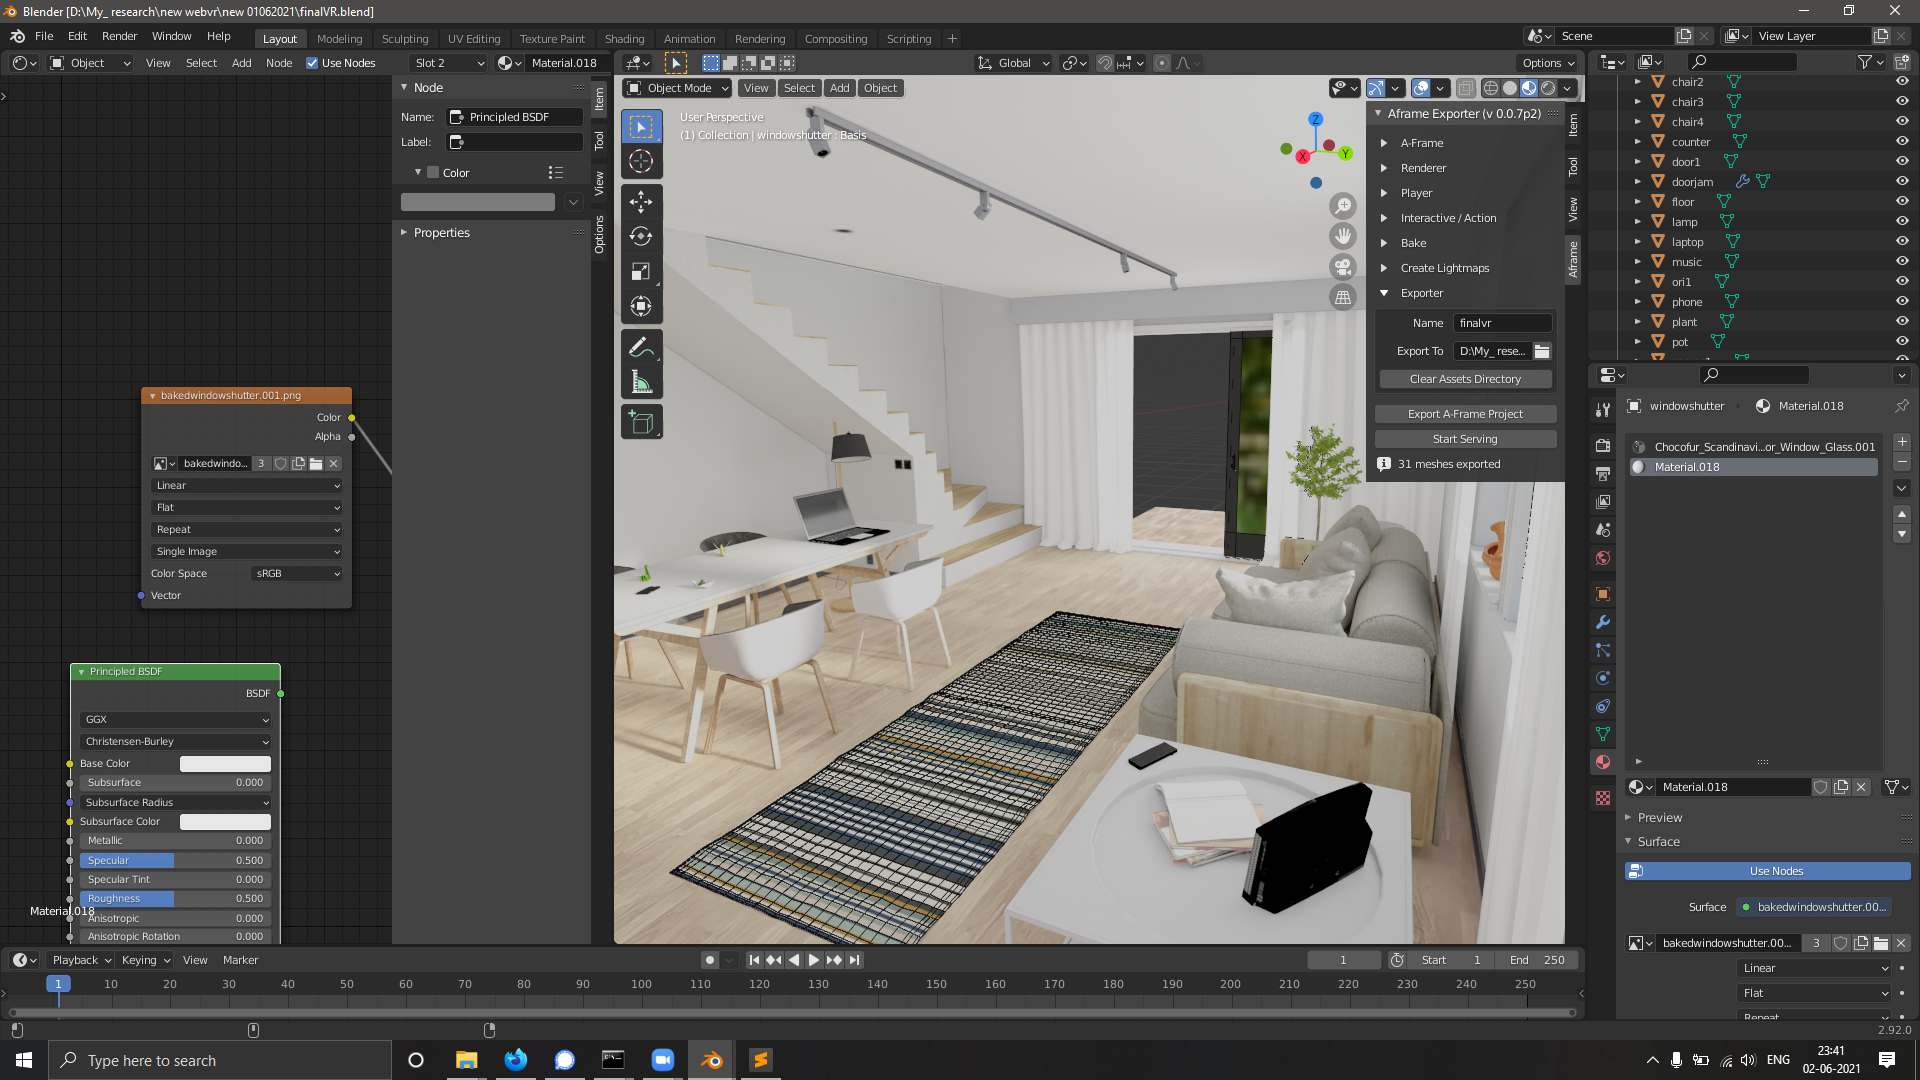 Blender [D:\My_ research\new webvr\new 01062021\finalVR.blend]
File Edit Render Window Help
Layout Modeling Sculpting UV Editing Texture Paint Shading Animation Rendering Compositing Scripting +
Scene View Layer
Object View Select Add Node Use Nodes Slot 2 Material.018
Global Options
Object Mode View Select Add Object
User Perspective
(1) Collection | windowshutter : Basis
Node
Name: Principled BSDF
Label:
Color
Properties
Item
Tool
View
Options
bakedwindowshutter.001.png
Color
Alpha
bakedwindo... 3
Linear
Flat
Repeat
Single Image
Color Space sRGB
Vector
Principled BSDF
BSDF
GGX
Christensen-Burley
Base Color
Subsurface 0.000
Subsurface Radius
Subsurface Color
Metallic 0.000
Specular 0.500
Specular Tint 0.000
Roughness 0.500
Material.018
Anisotropic 0.000
Anisotropic Rotation 0.000
Z
X
Y
Aframe Exporter (v 0.0.7p2)
A-Frame
Renderer
Player
Interactive / Action
Bake
Create Lightmaps
Exporter
Name finalvr
Export To D:\My_ rese...
Clear Assets Directory
Export A-Frame Project
Start Serving
31 meshes exported
Item
Tool
View
Aframe
chair2
chair3
chair4
counter
door1
doorjam
floor
lamp
laptop
music
ori1
phone
plant
pot
windowshutter Material.018
Chocofur_Scandinavi...or_Window_Glass.001
Material.018
Material.018
Preview
Surface
Use Nodes
Surface bakedwindowshutter.00...
bakedwindowshutter.00... 3
Linear
Flat
Repeat
Playback Keying View Marker
1 Start 1 End 250
1 10 20 30 40 50 60 70 80 90 100 110 120 130 140 150 160 170 180 190 200 210 220 230 240 250
2.92.0
Type here to search
ENG
23:41
02-06-2021